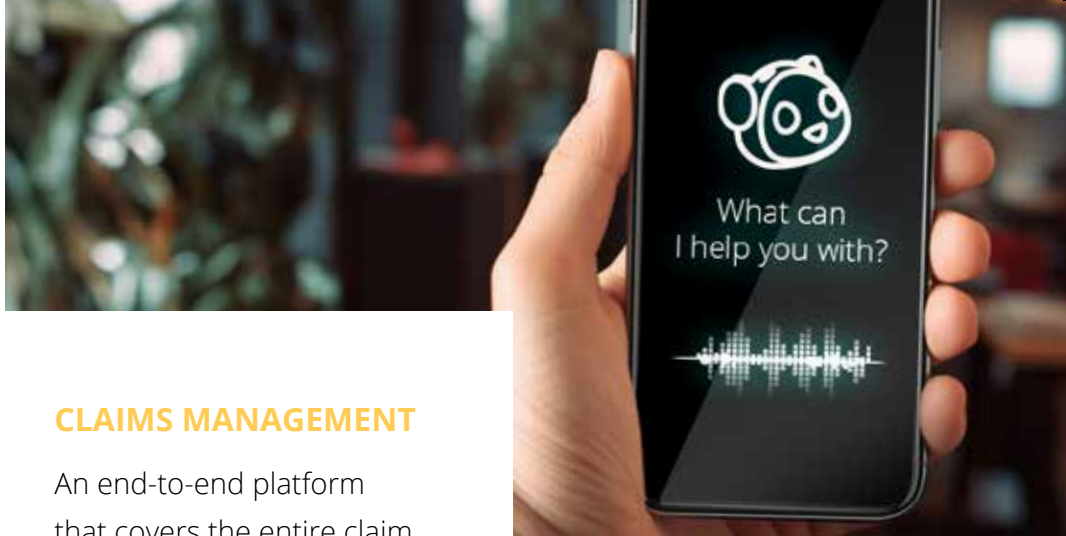 What can
I help you with?
CLAIMS MANAGEMENT
An end-to-end platform
that covers the entire claim